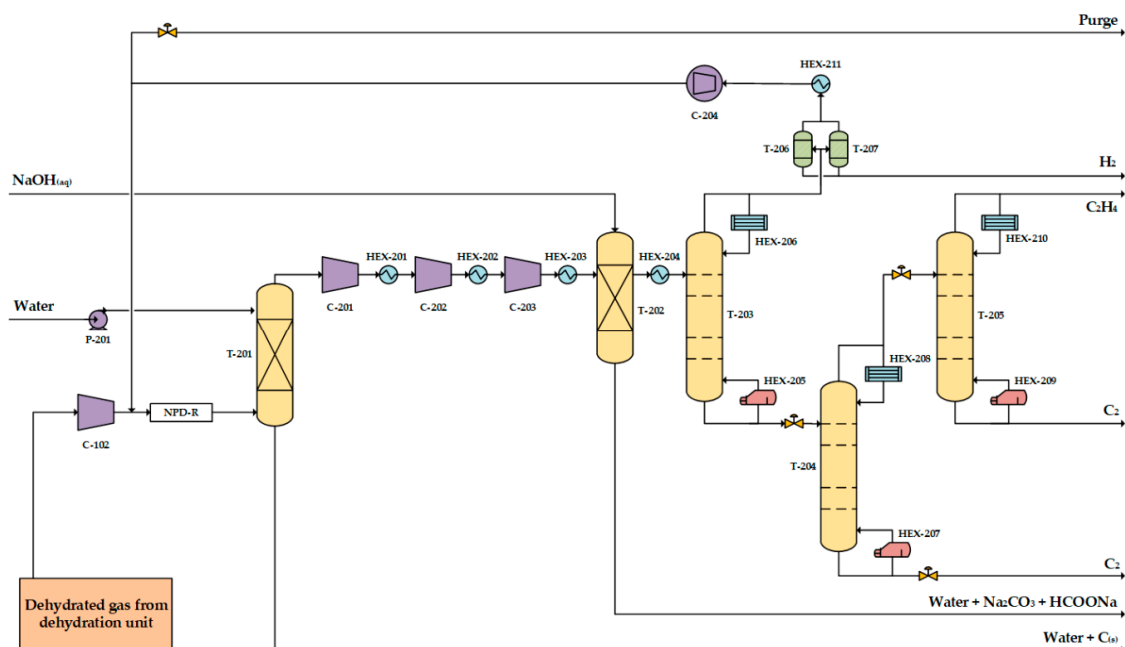 Purge
HEX-211
C-204
T-206
T-207
H₂
NaOH(aq)
C₂H₄
HEX-206
HEX-210
HEX-201
HEX-202
HEX-203
HEX-204
C-201
C-202
C-203
T-202
T-203
T-205
Water
P-201
T-201
HEX-208
HEX-205
HEX-209
NPD-R
C₂
C-102
T-204
HEX-207
C₂
Dehydrated gas from
dehydration unit
Water + Na₂CO₃ + HCOONa
Water + C(s)